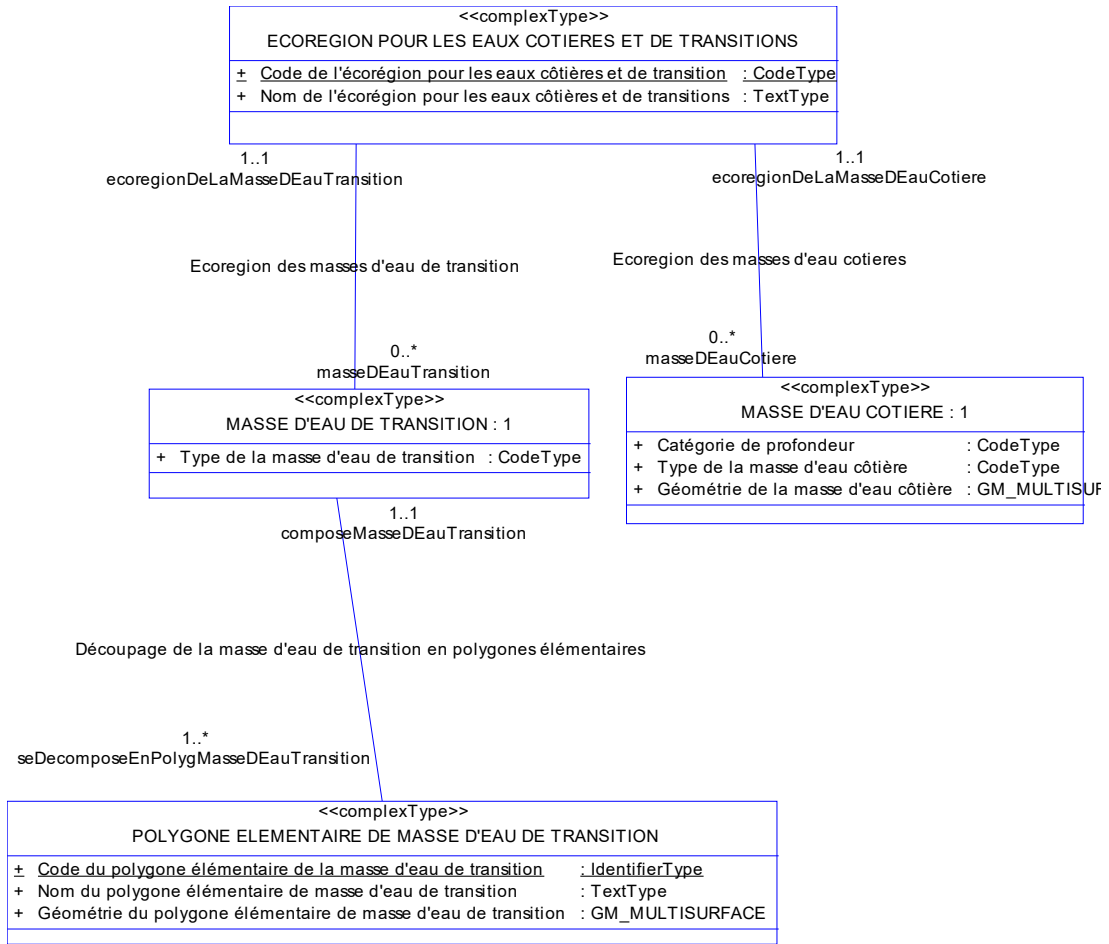 <<complexType>>
ECOREGION POUR LES EAUX COTIERES ET DE TRANSITIONS
+ Code de l'écorégion pour les eaux côtières et de transition : CodeType
+ Nom de l'écorégion pour les eaux côtières et de transitions : TextType
1..1
ecoregionDeLaMasseDEauTransition
1..1
ecoregionDeLaMasseDEauCotiere
Ecoregion des masses d'eau de transition
Ecoregion des masses d'eau cotieres
0..*
masseDEauTransition
0..*
masseDEauCotiere
<<complexType>>
MASSE D'EAU DE TRANSITION : 1
+ Type de la masse d'eau de transition : CodeType
<<complexType>>
MASSE D'EAU COTIERE : 1
+ Catégorie de profondeur : CodeType
+ Type de la masse d'eau côtière : CodeType
+ Géométrie de la masse d'eau côtière : GM_MULTISUR
1..1
composeMasseDEauTransition
Découpage de la masse d'eau de transition en polygones élémentaires
1..*
seDecomposeEnPolygMasseDEauTransition
<<complexType>>
POLYGONE ELEMENTAIRE DE MASSE D'EAU DE TRANSITION
+ Code du polygone élémentaire de la masse d'eau de transition : IdentifierType
+ Nom du polygone élémentaire de masse d'eau de transition : TextType
+ Géométrie du polygone élémentaire de masse d'eau de transition : GM_MULTISURFACE